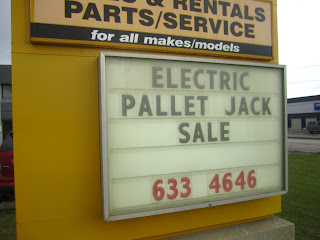 & RENTALS
PARTS/SERVICE
for all makes/models
ELECTRIC
PALLET JACK
SALE
633 4646